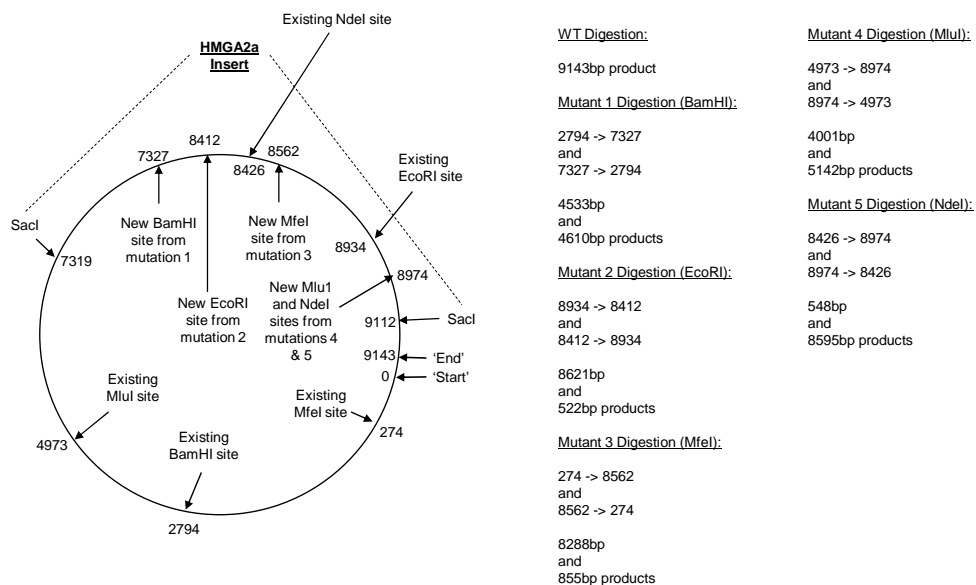 Existing NdeI site
HMGA2a
Insert
8412
7327
8562
8426
Existing
EcoRI site
SacI
New BamHI
site from
mutation 1
New MfeI
site from
mutation 3
8934
7319
8974
New EcoRI
site from
mutation 2
New Mlu1
and NdeI
sites from
mutations 4
& 5
9112
SacI
9143
'End'
0
'Start'
Existing
MluI site
Existing
MfeI site
4973
274
Existing
BamHI site
2794
WT Digestion:
9143bp product
Mutant 1 Digestion (BamHI):
2794 -> 7327
and
7327 -> 2794
4533bp
and
4610bp products
Mutant 2 Digestion (EcoRI):
8934 -> 8412
and
8412 -> 8934
8621bp
and
522bp products
Mutant 3 Digestion (MfeI):
274 -> 8562
and
8562 -> 274
8288bp
and
855bp products
Mutant 4 Digestion (MluI):
4973 -> 8974
and
8974 -> 4973
4001bp
and
5142bp products
Mutant 5 Digestion (NdeI):
8426 -> 8974
and
8974 -> 8426
548bp
and
8595bp products